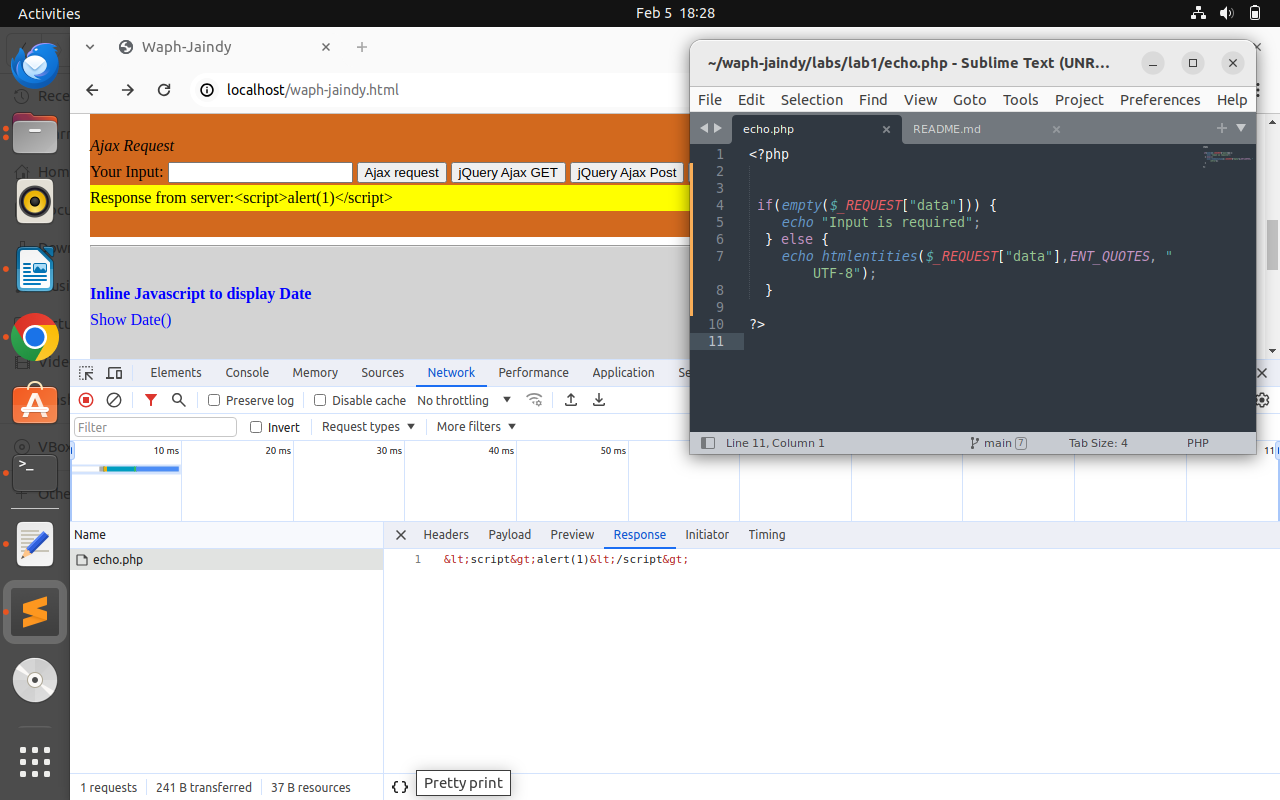 Activities
Feb 5 18:28
Waph-Jaindy
localhost/waph-jaindy.html
Ajax Request
Your Input:
Ajax request
jQuery Ajax GET
jQuery Ajax Post
Response from server:<script>alert(1)</script>
Inline Javascript to display Date
Show Date()
~/waph-jaindy/labs/lab1/echo.php - Sublime Text (UNR...
File Edit Selection Find View Goto Tools Project Preferences Help
echo.php
README.md
1 <?php
2
3
4 if(empty($_REQUEST["data"])) {
5 echo "Input is required";
6 } else {
7 echo htmlentities($_REQUEST["data"],ENT_QUOTES, "
UTF-8");
8 }
9
10 ?>
11
Line 11, Column 1
main 7
Tab Size: 4
PHP
Elements Console Memory Sources Network Performance Application
Preserve log
Disable cache
No throttling
Filter
Invert
Request types
More filters
10 ms 20 ms 30 ms 40 ms 50 ms
Name
Headers Payload Preview Response Initiator Timing
echo.php
1 &lt;script&gt;alert(1)&lt;/script&gt;
1 requests
241 B transferred
37 B resources
{ }
Pretty print